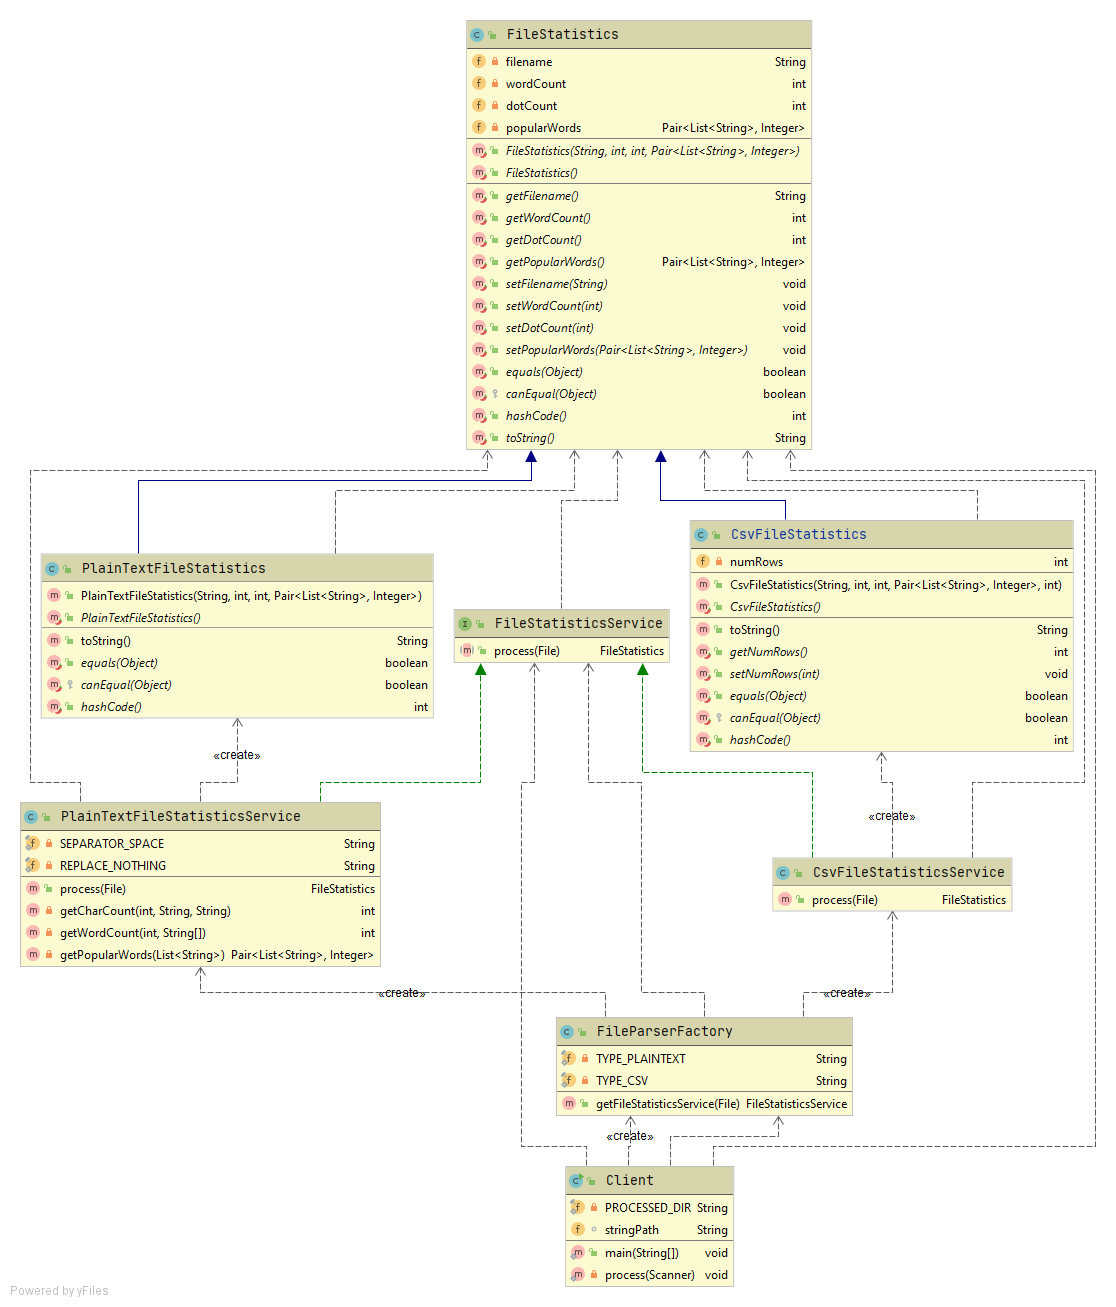 FileStatistics
filename String
wordCount int
dotCount int
popularWords Pair<List<String>, Integer>
FileStatistics(String, int, int, Pair<List<String>, Integer>)
FileStatistics()
getFilename() String
getWordCount() int
getDotCount() int
getPopularWords() Pair<List<String>, Integer>
setFilename(String) void
setWordCount(int) void
setDotCount(int) void
setPopularWords(Pair<List<String>, Integer>) void
equals(Object) boolean
canEqual(Object) boolean
hashCode() int
toString() String
PlainTextFileStatistics
PlainTextFileStatistics(String, int, int, Pair<List<String>, Integer>)
PlainTextFileStatistics()
toString() String
equals(Object) boolean
canEqual(Object) boolean
hashCode() int
FileStatisticsService
process(File) FileStatistics
CsvFileStatistics
numRows int
CsvFileStatistics(String, int, int, Pair<List<String>, Integer>, int)
CsvFileStatistics()
toString() String
getNumRows() int
setNumRows(int) void
equals(Object) boolean
canEqual(Object) boolean
hashCode() int
«create»
PlainTextFileStatisticsService
SEPARATOR_SPACE String
REPLACE_NOTHING String
process(File) FileStatistics
getCharCount(int, String, String) int
getWordCount(int, String[]) int
getPopularWords(List<String>) Pair<List<String>, Integer>
«create»
CsvFileStatisticsService
process(File) FileStatistics
«create»
«create»
FileParserFactory
TYPE_PLAINTEXT String
TYPE_CSV String
getFileStatisticsService(File) FileStatisticsService
«create»
Client
PROCESSED_DIR String
stringPath String
main(String[]) void
process(Scanner) void
Powered by yFiles